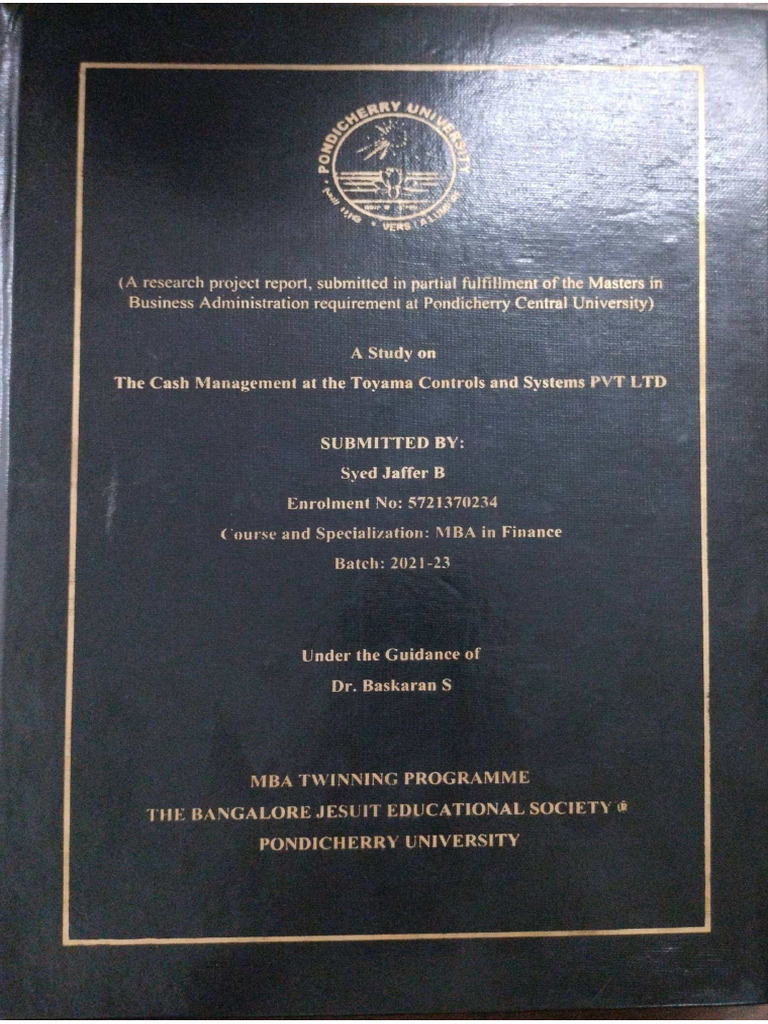 PONDICHERRY UNIVERSITY
(A research project report, submitted in partial fulfillment of the Masters in
Business Administration requirement at Pondicherry Central University)
A Study on
The Cash Management at the Toyama Controls and Systems PVT LTD
SUBMITTED BY:
Syed Jaffer B
Enrolment No: 5721370234
Course and Specialization: MBA in Finance
Batch: 2021-23
Under the Guidance of
Dr. Baskaran S
MBA TWINNING PROGRAMME
THE BANGALORE JESUIT EDUCATIONAL SOCIETY
PONDICHERRY UNIVERSITY